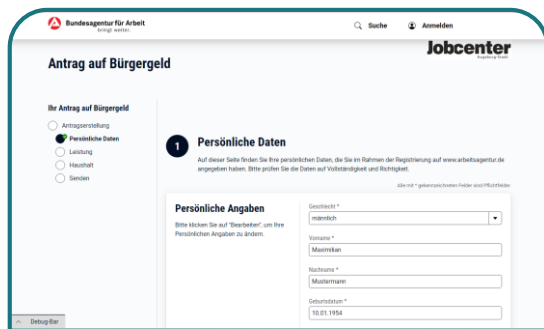 Bundesagentur für Arbeit
bringt weiter.
Suche
Anmelden
Jobcenter
Augsburg-Stadt
Antrag auf Bürgergeld
Ihr Antrag auf Bürgergeld
Antragserstellung
Persönliche Daten
Leistung
Haushalt
Senden
1
Persönliche Daten
Auf dieser Seite finden Sie Ihre persönlichen Daten, die Sie im Rahmen der Registrierung auf www.arbeitsagentur.de
angegeben haben. Bitte prüfen Sie die Daten auf Vollständigkeit und Richtigkeit.
Alle mit * gekennzeichneten Felder sind Pflichtfelder
Persönliche Angaben
Bitte klicken Sie auf "Bearbeiten", um Ihre
Persönlichen Angaben zu ändern.
Geschlecht *
männlich
Vorname *
Maximilian
Nachname *
Mustermann
Geburtsdatum *
10.01.1954
Debug-Bar